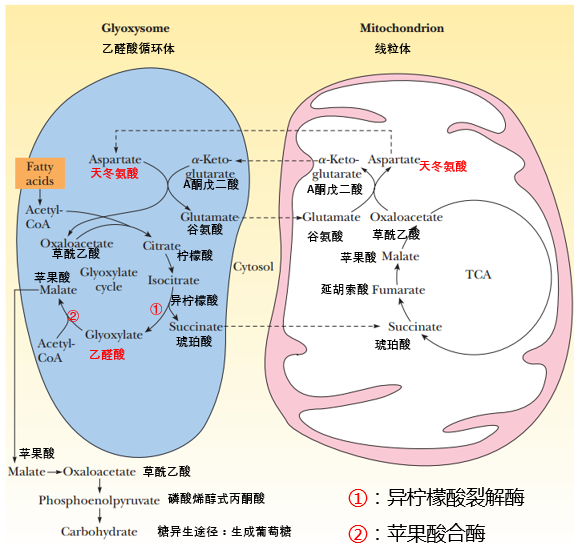 Glyoxysome
乙醛酸循环体
Mitochondrion
线粒体
Fatty
acids
Aspartate
天冬氨酸
α-Keto-
glutarate
A酮戊二酸
α-Keto-
glutarate
A酮戊二酸
Aspartate
天冬氨酸
Acetyl-
CoA
Glutamate
谷氨酸
Glutamate
谷氨酸
Oxaloacetate
草酰乙酸
Oxaloacetate
草酰乙酸
Citrate
柠檬酸
Cytosol
苹果酸
Malate
苹果酸
Malate
Glyoxylate
cycle
Isocitrate
异柠檬酸
TCA
延胡索酸
Fumarate
①
②
Glyoxylate
乙醛酸
Acetyl-
CoA
Succinate
琥珀酸
Succinate
琥珀酸
苹果酸
Malate
Oxaloacetate
草酰乙酸
Phosphoenolpyruvate
磷酸烯醇式丙酮酸
Carbohydrate
糖异生途径：生成葡萄糖
①：异柠檬酸裂解酶
②：苹果酸合酶